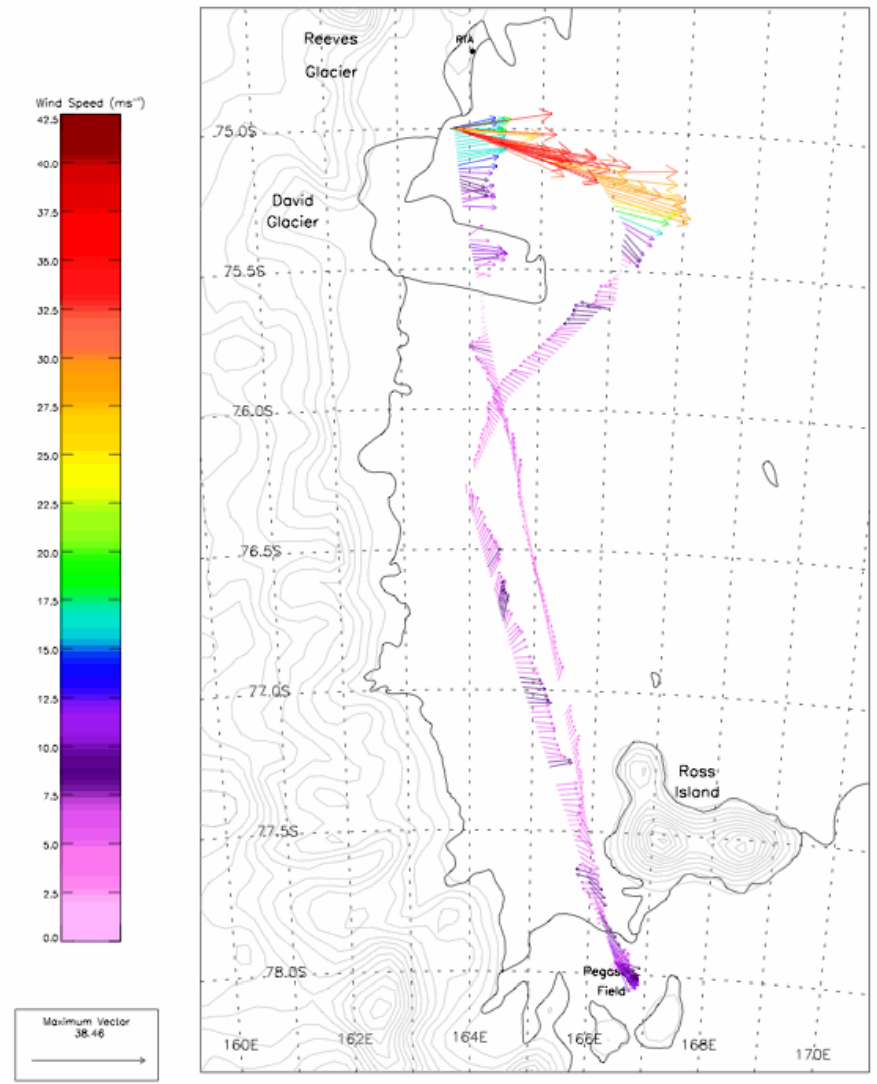 Reeves
Glacier
RTA
Wind Speed (ms⁻¹)
42.5
40.0
37.5
35.0
32.5
30.0
27.5
25.0
22.5
20.0
17.5
15.0
12.5
10.0
7.5
5.0
2.5
0.0
75.0S
David
Glacier
75.5S
76.0S
76.5S
77.0S
Ross
Island
77.5S
78.0S
Field
Maximum Vector
38.46
160E
162E
164E
166E
168E
170E